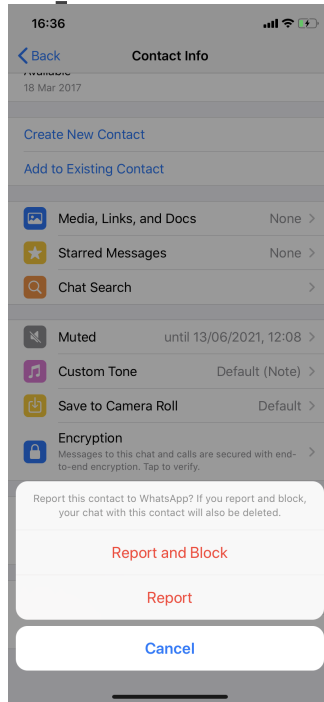 16:36
Back
Contact Info
Available
18 Mar 2017
Create New Contact
Add to Existing Contact
Media, Links, and Docs None
Starred Messages None
Chat Search
Muted until 13/06/2021, 12:08
Custom Tone Default (Note)
Save to Camera Roll Default
Encryption
Messages to this chat and calls are secured with end-
to-end encryption. Tap to verify.
Report this contact to WhatsApp? If you report and block,
your chat with this contact will also be deleted.
Report and Block
Report
Cancel